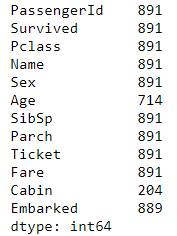 PassengerId 891
Survived 891
Pclass 891
Name 891
Sex 891
Age 714
SibSp 891
Parch 891
Ticket 891
Fare 891
Cabin 204
Embarked 889
dtype: int64